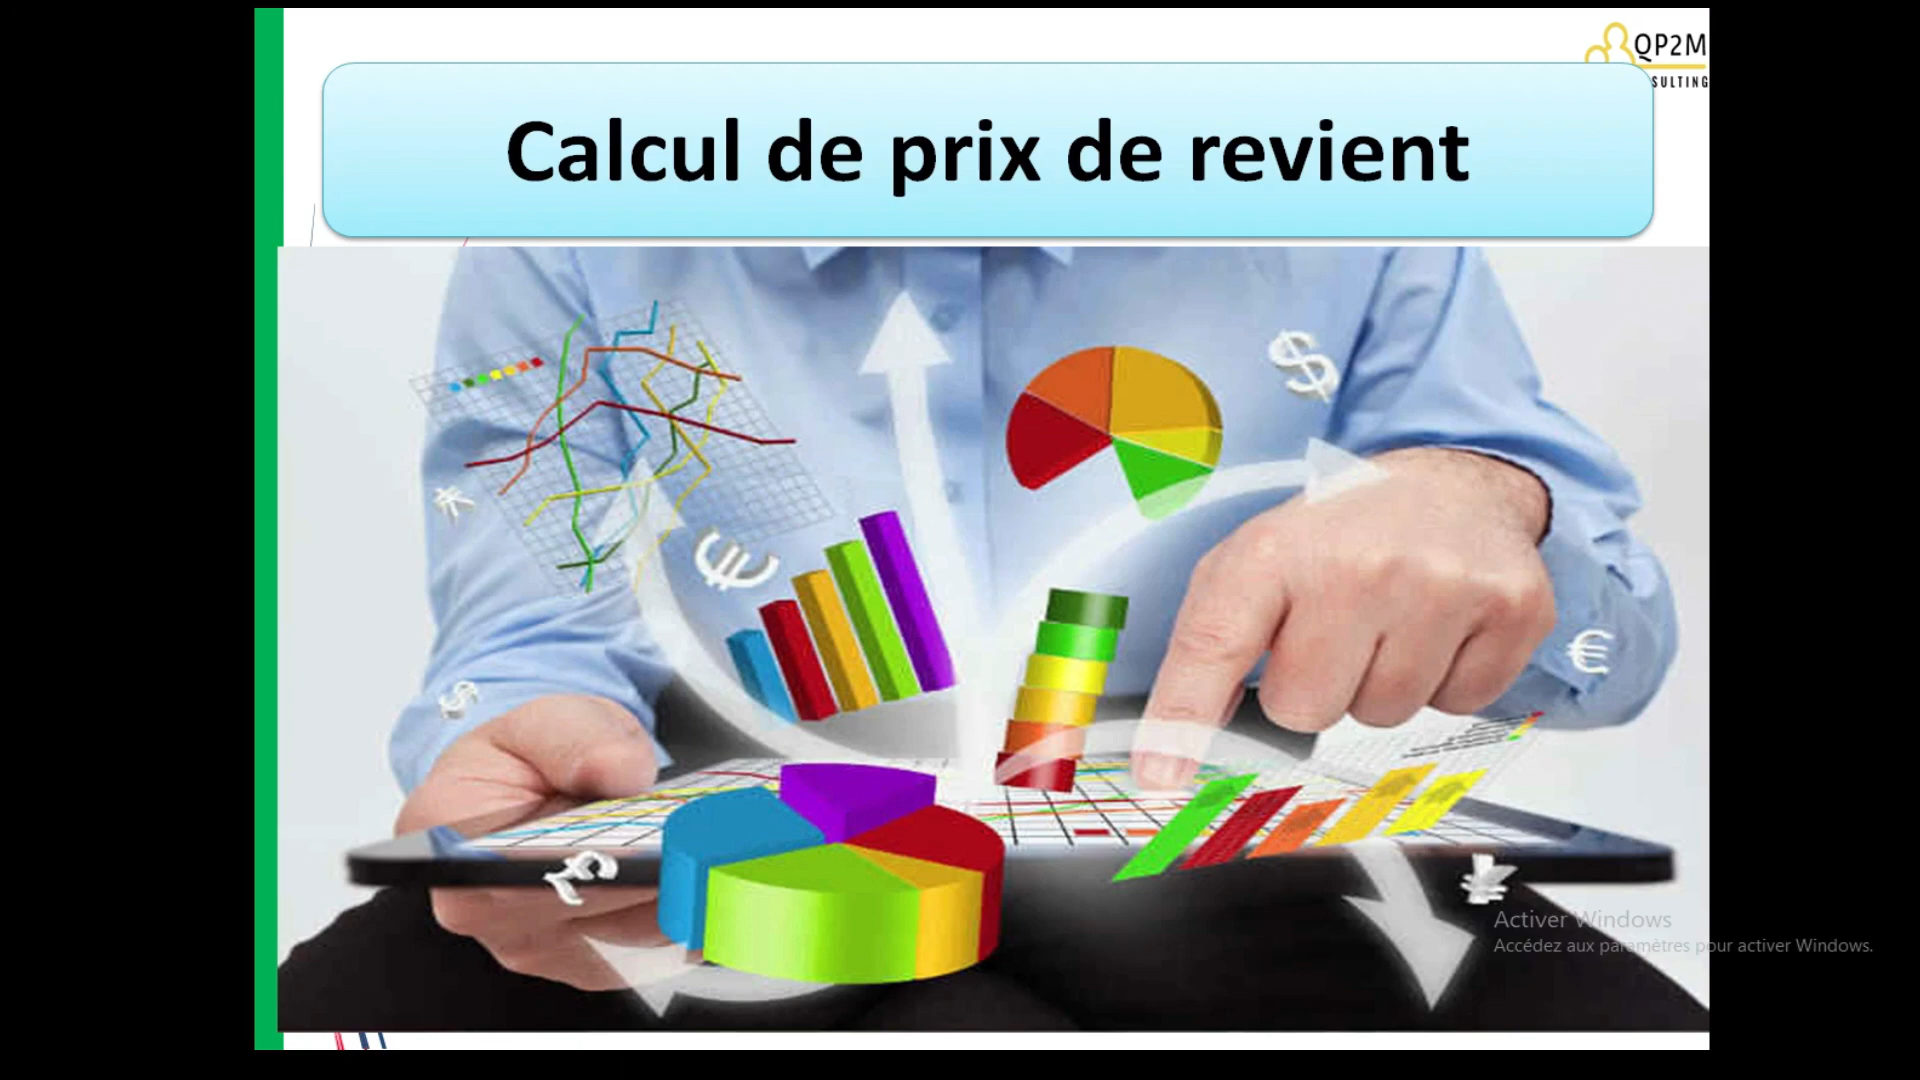 QP2M
SULTING
Calcul de prix de revient
Activer Windows
Accédez aux paramètres pour activer Windows.